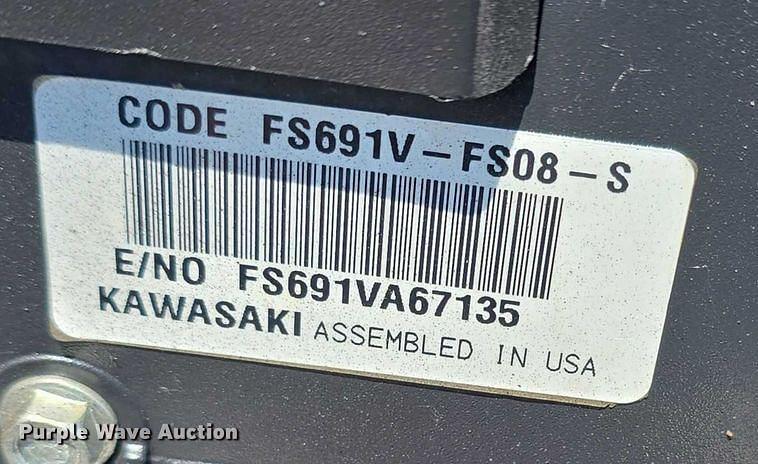 CODE FS691V-FS08-S
E/NO FS691VA67135
KAWASAKI ASSEMBLED IN USA
Purple Wave Auction